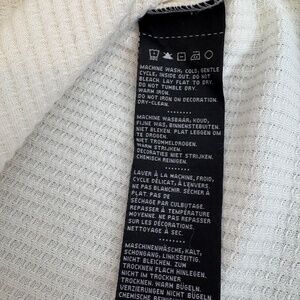 MACHINE WASH, COLD, GENTLE
CYCLE, INSIDE OUT. DO NOT
BLEACH. LAY FLAT TO DRY.
DO NOT TUMBLE DRY.
WARM IRON.
DO NOT IRON ON DECORATION.
DRY-CLEAN.
MACHINE WASBAAR, KOUD,
FIJNE WAS, BINNENSTEBUITEN.
NIET BLEKEN. PLAT LEGGEN OM
TE DROGEN.
NIET TROMMELDROGEN.
WARM STRIJKEN.
DECORATIES NIET STRIJKEN.
CHEMISCH REINIGEN.
LAVER À LA MACHINE, FROID,
CYCLE DÉLICAT, À L'ENVERS.
NE PAS BLANCHIR. SÉCHER À
PLAT. PAS DE
SÉCHAGE PAR CULBUTAGE.
REPASSER À TEMPÉRATURE
MOYENNE. NE PAS REPASSER
SUR LES DÉCORATIONS.
NETTOYAGE À SEC.
MASCHINENWÄSCHE, KALT,
SCHONGANG, LINKSSEITIG.
NICHT BLEICHEN. ZUM
TROCKNEN FLACH HINLEGEN.
NICHT IM TROCKNER
TROCKNEN. WARM BÜGELN.
VERZIERUNGEN NICHT BÜGELN.
CHEMISCHE REINIGUNG.